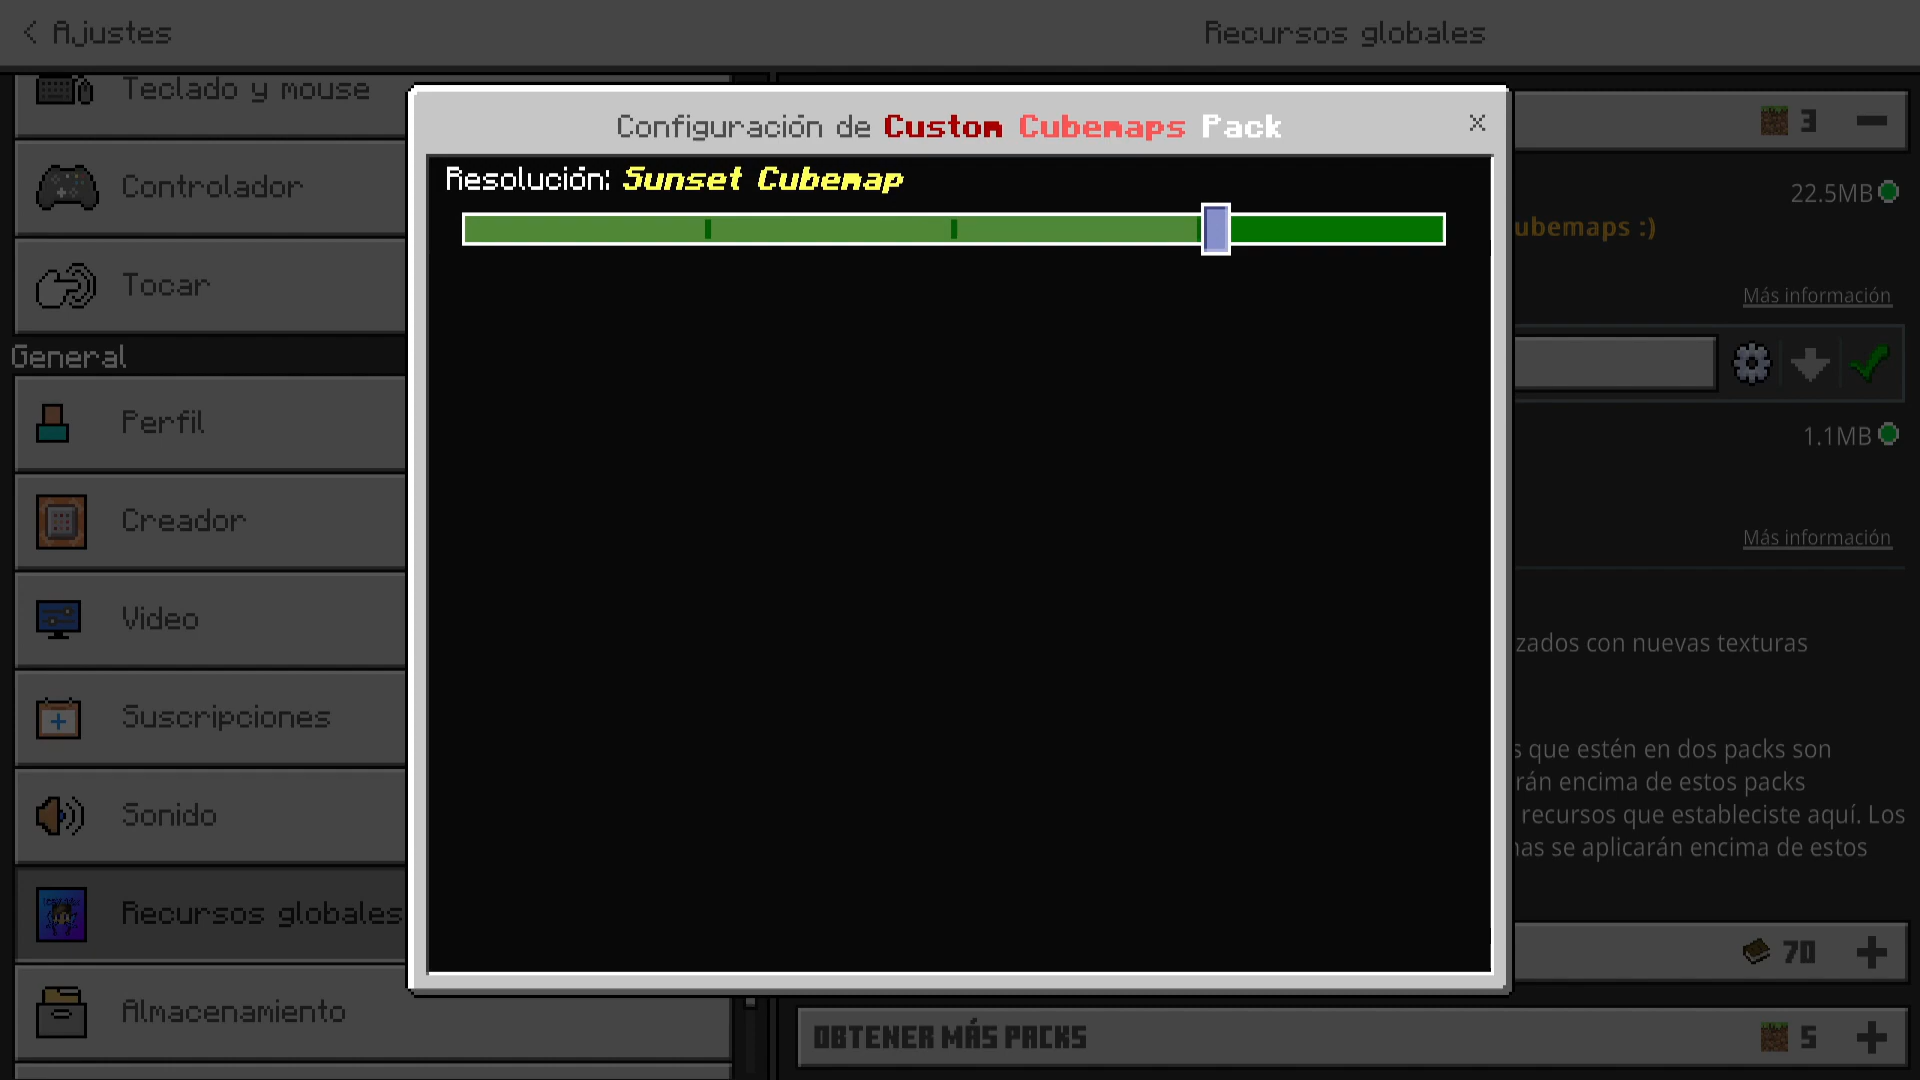 Ajustes
Recursos globales
Teclado y mouse
Controlador
Tocar
General
Perfil
Creador
Video
Suscripciones
Sonido
Recursos globales
Almacenamiento
Configuración de Custom Cubemaps Pack
Resolución: Sunset Cubemap
3
22.5MB
ubemaps :)
Más información
1.1MB
Más información
zados con nuevas texturas
s que estén en dos packs son
rán encima de estos packs
recursos que estableciste aquí. Los
nas se aplicarán encima de estos
70
OBTENER MÁS PACKS
5